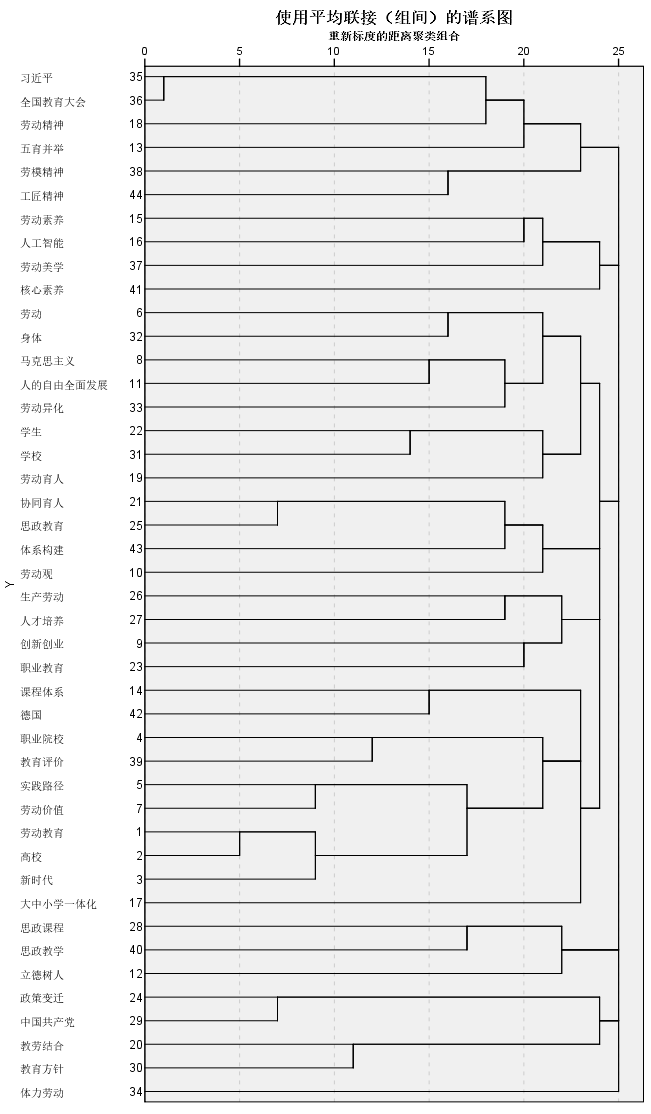 使用平均联接（组间）的谱系图
重新标度的距离聚类组合
0 5 10 15 20 25
习近平 35
全国教育大会 36
劳动精神 18
五育并举 13
劳模精神 38
工匠精神 44
劳动素养 15
人工智能 16
劳动美学 37
核心素养 41
劳动 6
身体 32
马克思主义 8
人的自由全面发展 11
劳动异化 33
学生 22
学校 31
劳动育人 19
协同育人 21
思政教育 25
体系构建 43
劳动观 10
Y
生产劳动 26
人才培养 27
创新创业 9
职业教育 23
课程体系 14
德国 42
职业院校 4
教育评价 39
实践路径 5
劳动价值 7
劳动教育 1
高校 2
新时代 3
大中小学一体化 17
思政课程 28
思政教学 40
立德树人 12
政策变迁 24
中国共产党 29
教劳结合 20
教育方针 30
体力劳动 34